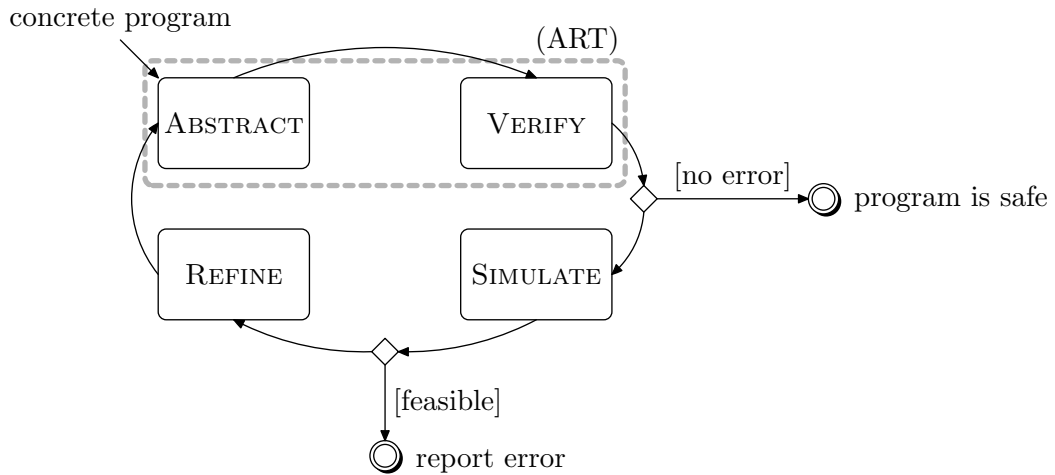 concrete program
(ART)
ABSTRACT
VERIFY
[no error]
program is safe
REFINE
SIMULATE
[feasible]
report error